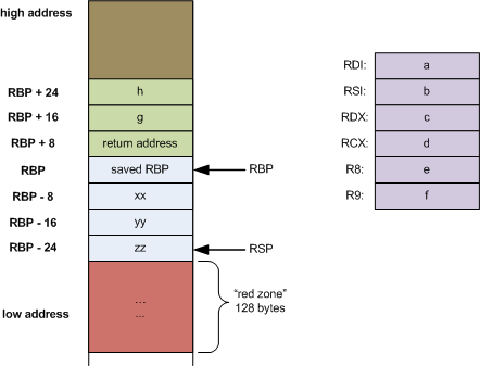 high address
RBP + 24 h
RBP + 16 g
RBP + 8 return address
RBP saved RBP RBP
RBP - 8 xx
RBP - 16 yy
RBP - 24 zz RSP
low address
...
...
"red zone"
128 bytes
RDI: a
RSI: b
RDX: c
RCX: d
R8: e
R9: f